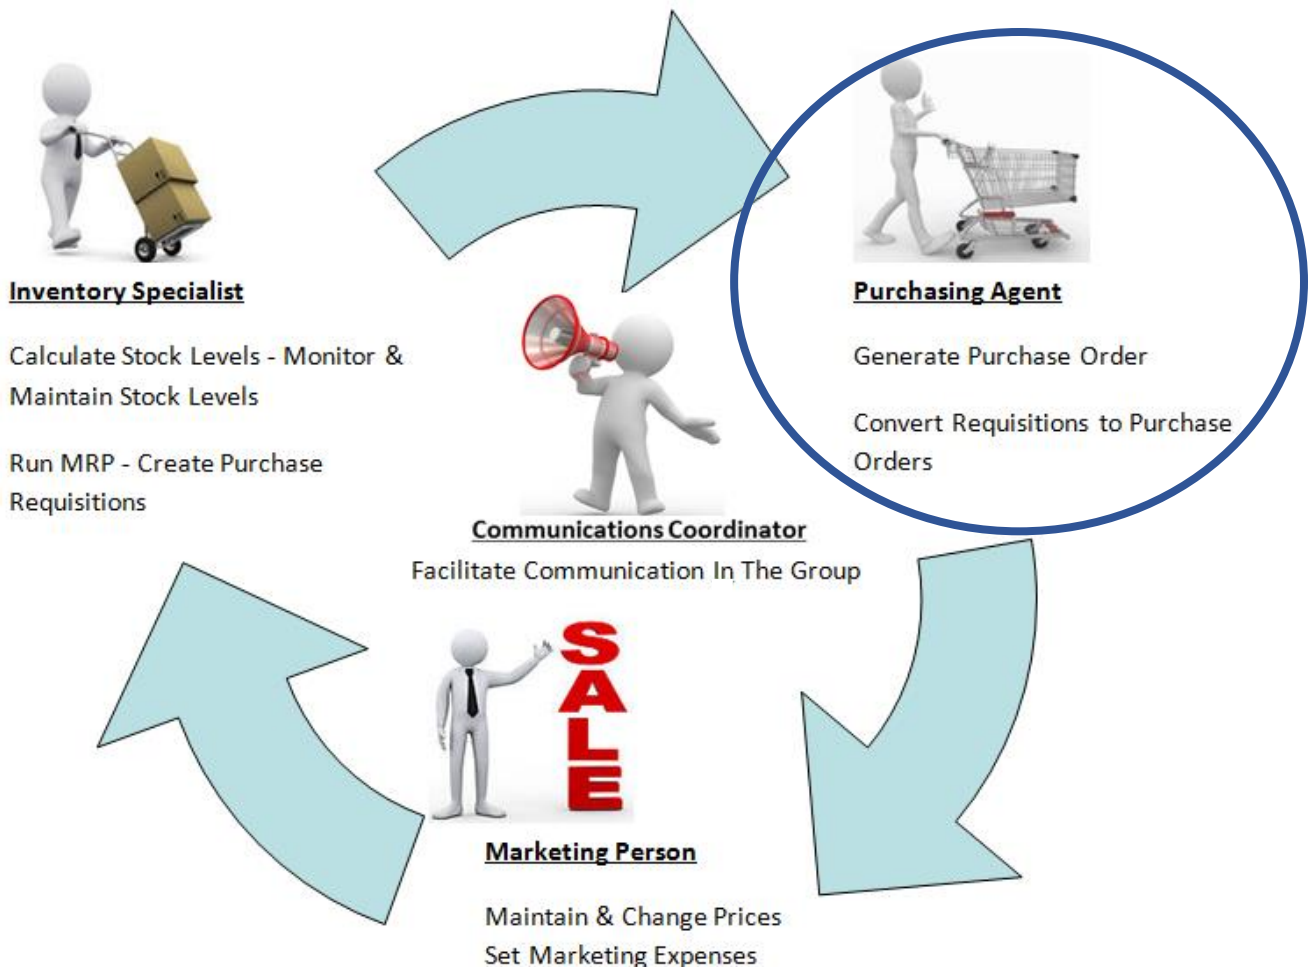 Inventory Specialist
Calculate Stock Levels - Monitor &
Maintain Stock Levels
Run MRP - Create Purchase
Requisitions
Purchasing Agent
Generate Purchase Order
Convert Requisitions to Purchase
Orders
Communications Coordinator
Facilitate Communication In The Group
S
A
L
E
Marketing Person
Maintain & Change Prices
Set Marketing Expenses